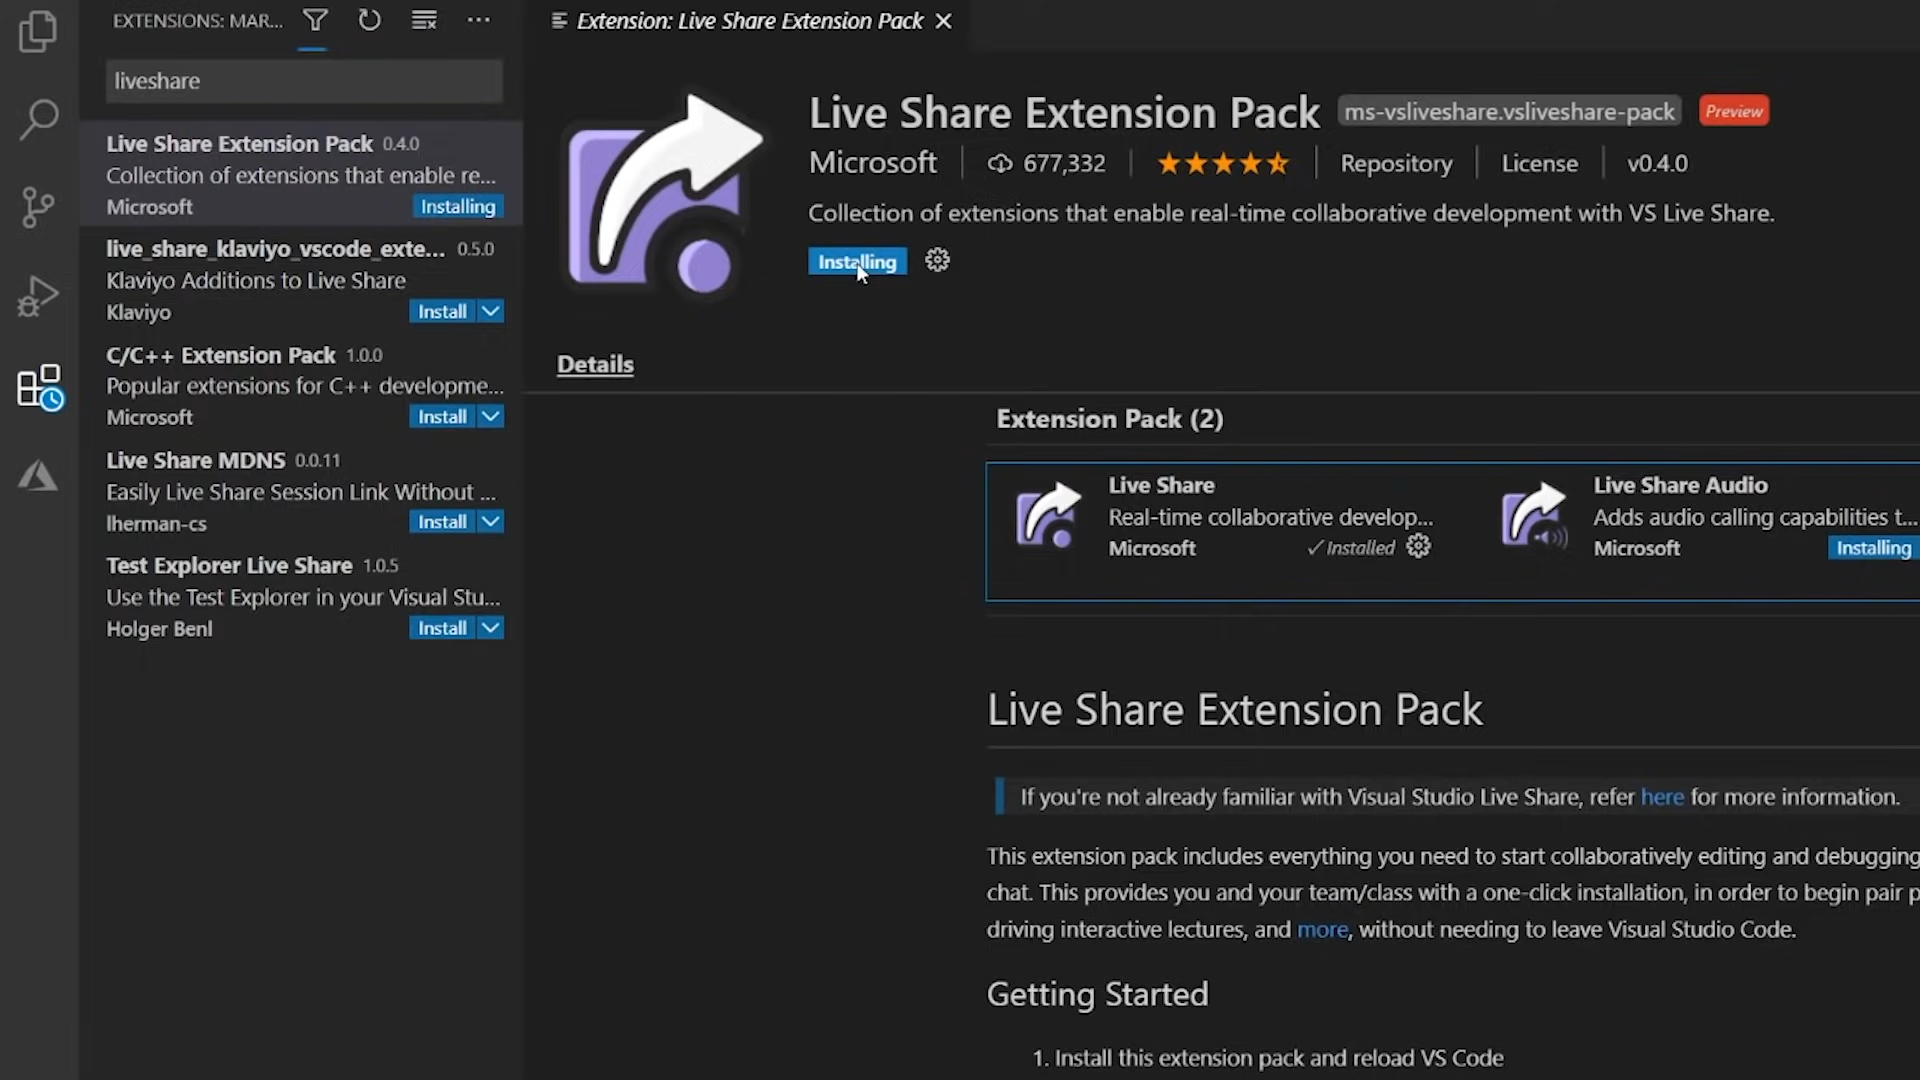 EXTENSIONS: MAR...
liveshare
Live Share Extension Pack 0.4.0
Collection of extensions that enable re...
Microsoft Installing
live_share_klaviyo_vscode_exte... 0.5.0
Klaviyo Additions to Live Share
Klaviyo Install
C/C++ Extension Pack 1.0.0
Popular extensions for C++ developme...
Microsoft Install
Live Share MDNS 0.0.11
Easily Live Share Session Link Without ...
lherman-cs Install
Test Explorer Live Share 1.0.5
Use the Test Explorer in your Visual Stu...
Holger Benl Install
Extension: Live Share Extension Pack
Live Share Extension Pack ms-vsliveshare.vsliveshare-pack Preview
Microsoft 677,332 Repository License v0.4.0
Collection of extensions that enable real-time collaborative development with VS Live Share.
Installing
Details
Extension Pack (2)
Live Share
Real-time collaborative develop...
Microsoft ✓Installed
Live Share Audio
Adds audio calling capabilities t...
Microsoft Installing
Live Share Extension Pack
If you're not already familiar with Visual Studio Live Share, refer here for more information.
This extension pack includes everything you need to start collaboratively editing and debugging
chat. This provides you and your team/class with a one-click installation, in order to begin pair p
driving interactive lectures, and more, without needing to leave Visual Studio Code.
Getting Started
1. Install this extension pack and reload VS Code